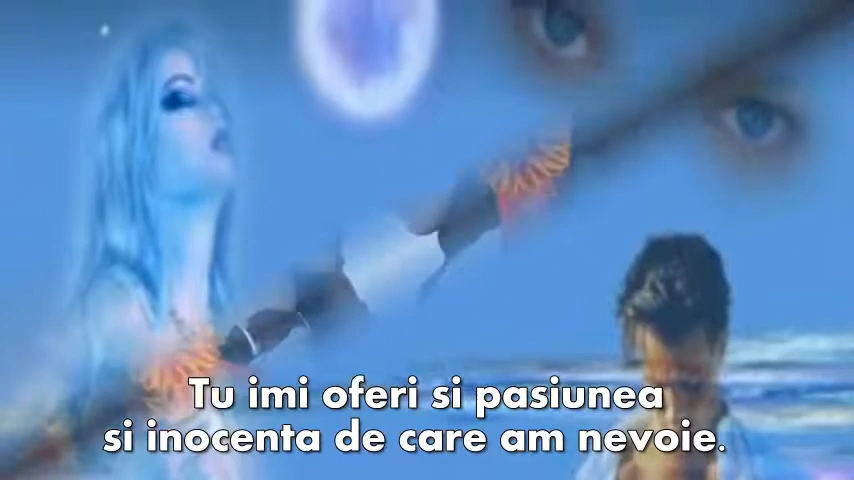 Tu imi oferi si pasiunea
si inocenta de care am nevoie.